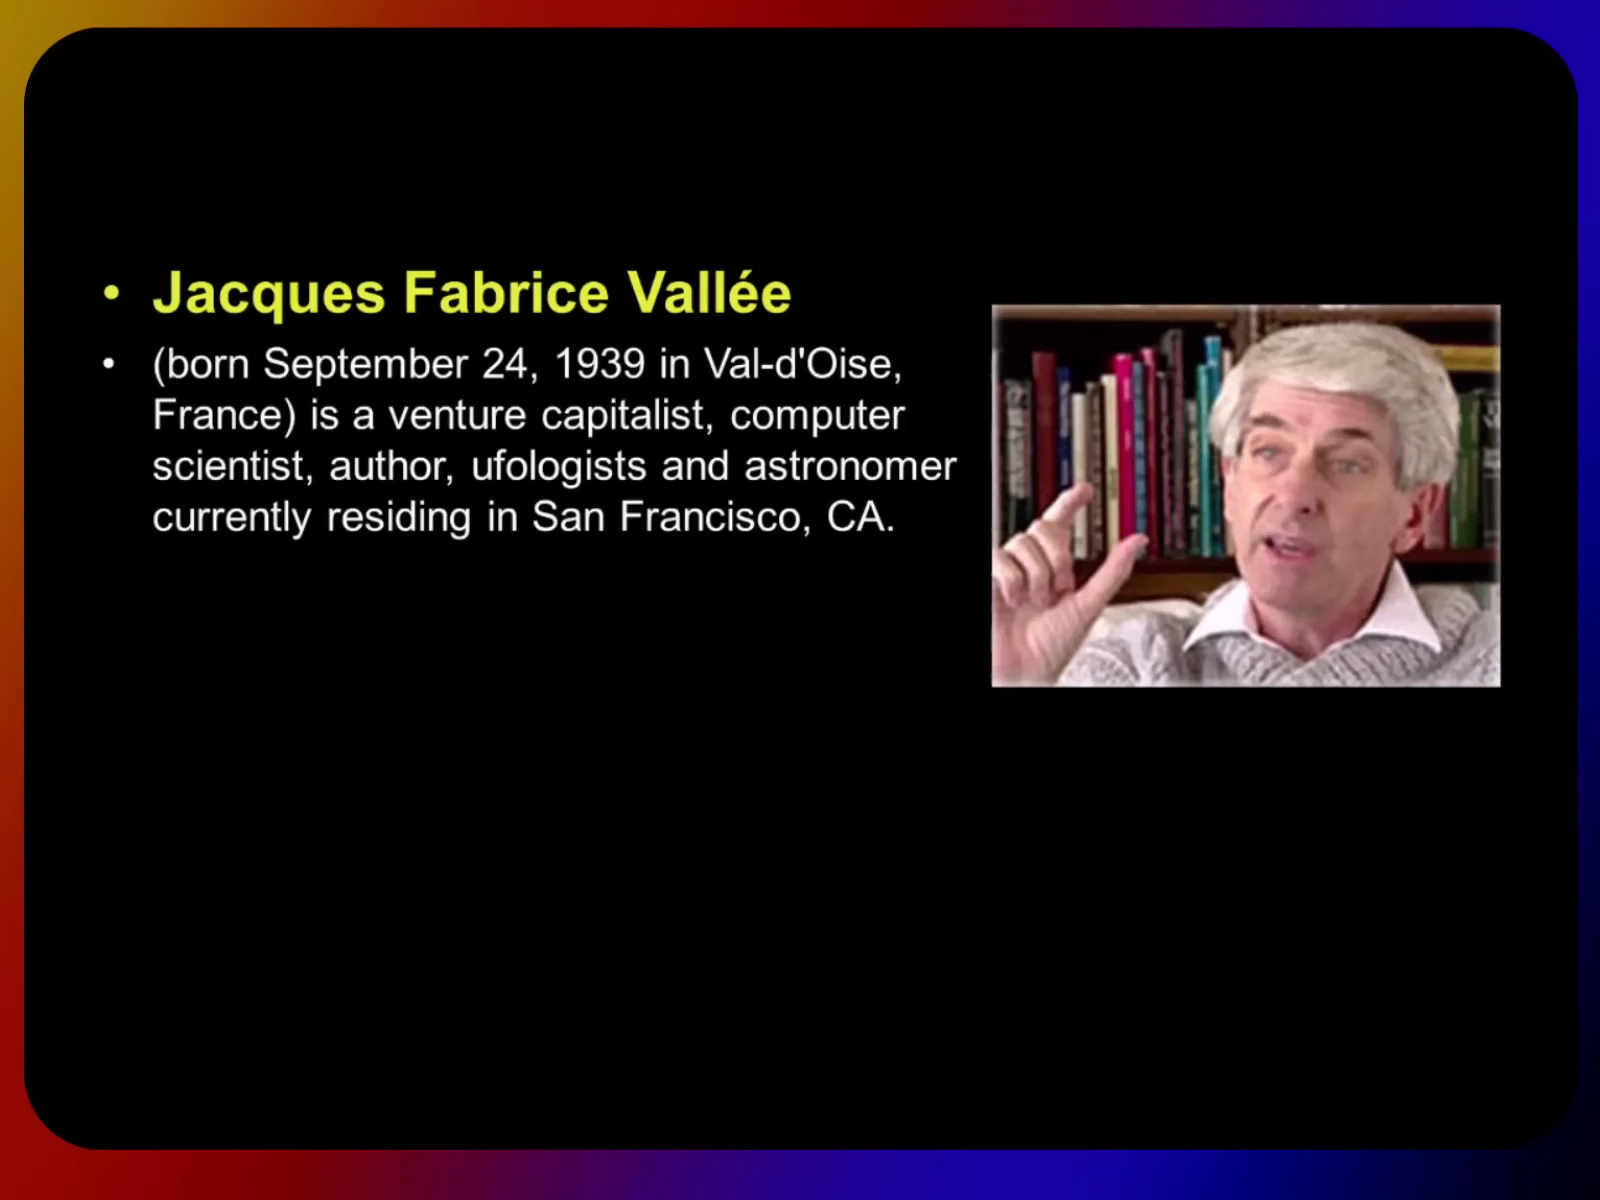 • Jacques Fabrice Vallée
• (born September 24, 1939 in Val-d'Oise,
France) is a venture capitalist, computer
scientist, author, ufologists and astronomer
currently residing in San Francisco, CA.